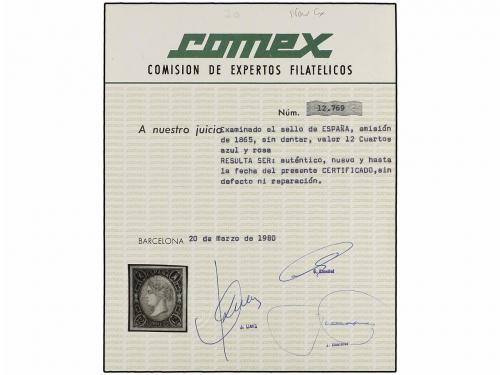 comex
COMISION DE EXPERTOS FILATELICOS
Núm. 12.769
A nuestro juicio Examinado el sello de ESPAÑA, emisión
de 1865, sin dentar, valor 12 Cuartos
azul y rosa
RESULTA SER: auténtico, nuevo y hasta
la fecha del presente CERTIFICADO,sin
defecto ni reparación.
BARCELONA 20 de Marzo de 1980